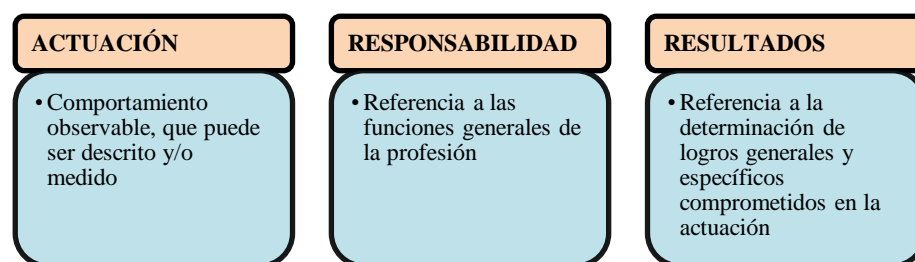 ACTUACIÓN
• Comportamiento
observable, que puede
ser descrito y/o
medido
RESPONSABILIDAD
• Referencia a las
funciones generales de
la profesión
RESULTADOS
• Referencia a la
determinación de
logros generales y
específicos
comprometidos en la
actuación